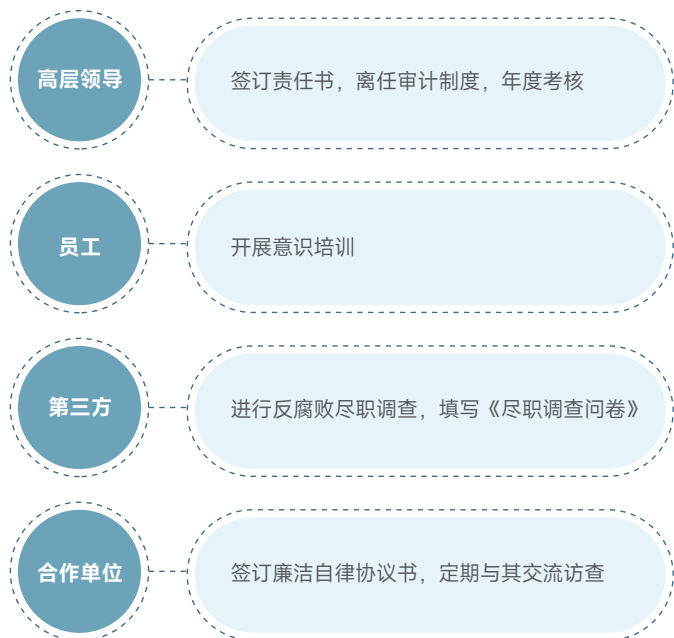 高层领导
签订责任书，离任审计制度，年度考核
员工
开展意识培训
第三方
进行反腐败尽职调查，填写《尽职调查问卷》
合作单位
签订廉洁自律协议书，定期与其交流访查